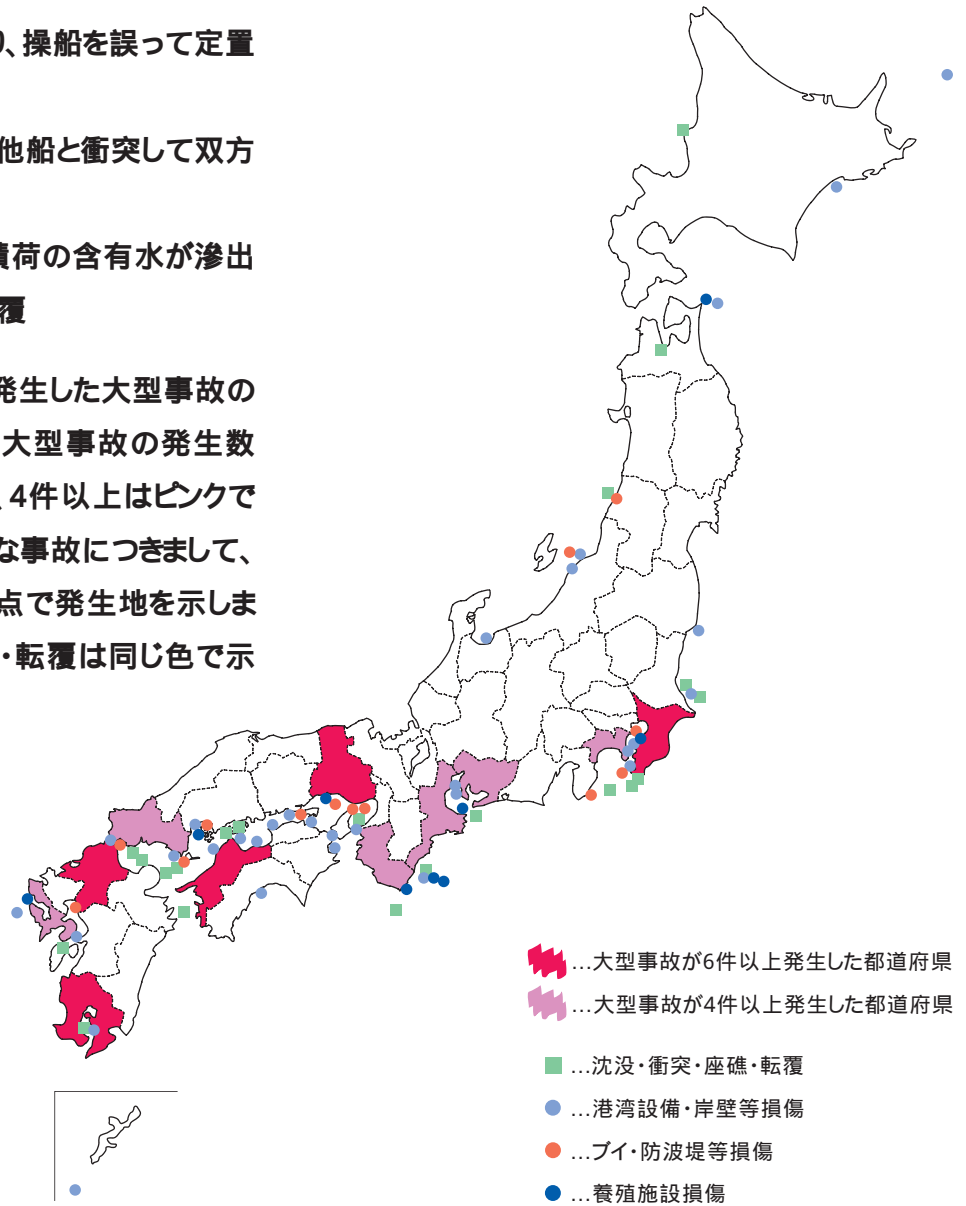 、操船を誤って定置
他船と衝突して双方
積荷の含有水が滲出
覆
発生した大型事故の
大型事故の発生数
、4件以上はピンクで
な事故につきまして、
点で発生地を示しま
・転覆は同じ色で示
…大型事故が6件以上発生した都道府県
…大型事故が4件以上発生した都道府県
…沈没・衝突・座礁・転覆
…港湾設備・岸壁等損傷
…ブイ・防波堤等損傷
…養殖施設損傷